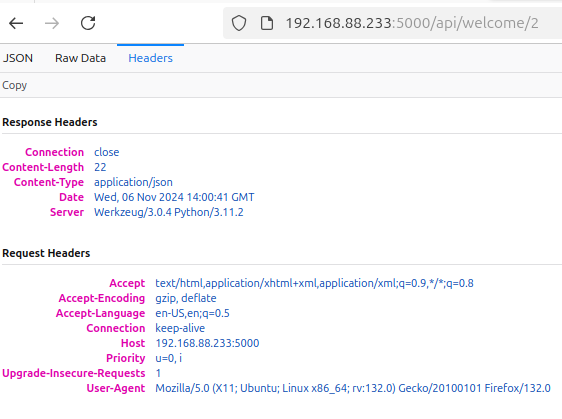 192.168.88.233:5000/api/welcome/2
JSON Raw Data Headers
Copy
Response Headers
Connection close
Content-Length 22
Content-Type application/json
Date Wed, 06 Nov 2024 14:00:41 GMT
Server Werkzeug/3.0.4 Python/3.11.2
Request Headers
Accept text/html,application/xhtml+xml,application/xml;q=0.9,*/*;q=0.8
Accept-Encoding gzip, deflate
Accept-Language en-US,en;q=0.5
Connection keep-alive
Host 192.168.88.233:5000
Priority u=0, i
Upgrade-Insecure-Requests 1
User-Agent Mozilla/5.0 (X11; Ubuntu; Linux x86_64; rv:132.0) Gecko/20100101 Firefox/132.0